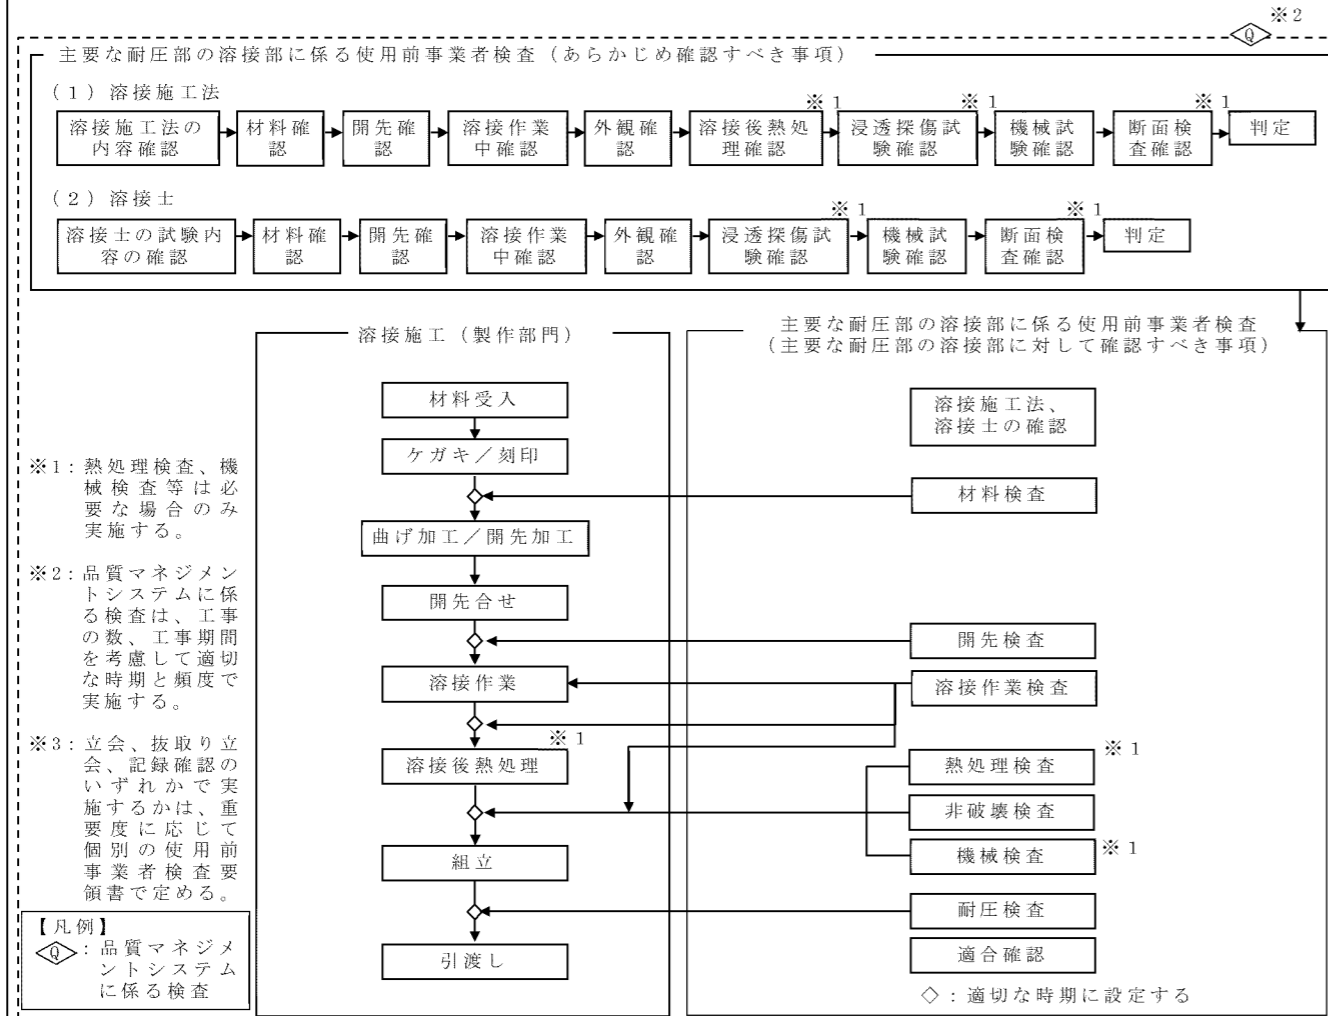 ※2
Q
主要な耐圧部の溶接部に係る使用前事業者検査（あらかじめ確認すべき事項）
（1）溶接施工法
※1
※1
※1
溶接施工法の
内容確認
材料確
認
開先確
認
溶接作業
中確認
外観確
認
溶接後熱処
理確認
浸透探傷試
験確認
機械試
験確認
断面検
査確認
判定
（2）溶接士
※1
※1
溶接士の試験内
容の確認
材料確
認
開先確
認
溶接作業
中確認
外観確
認
浸透探傷試
験確認
機械試
験確認
断面検
査確認
判定
溶接施工（製作部門）
材料受入
ケガキ／刻印
曲げ加工／開先加工
開先合せ
溶接作業
※1
溶接後熱処理
組立
引渡し
主要な耐圧部の溶接部に係る使用前事業者検査
（主要な耐圧部の溶接部に対して確認すべき事項）
溶接施工法、
溶接士の確認
材料検査
開先検査
溶接作業検査
熱処理検査
※1
非破壊検査
機械検査
※1
耐圧検査
適合確認
◇：適切な時期に設定する
※1：熱処理検査、機
械検査等は必
要な場合のみ
実施する。
※2：品質マネジメン
トシステムに係
る検査は、工事
の数、工事期間
を考慮して適切
な時期と頻度で
実施する。
※3：立会、抜取り立
会、記録確認の
いずれかで実
施するかは、重
要度に応じて
個別の使用前
事業者検査要
領書で定める。
【凡例】
Q：品質マネジメ
ントシステム
に係る検査